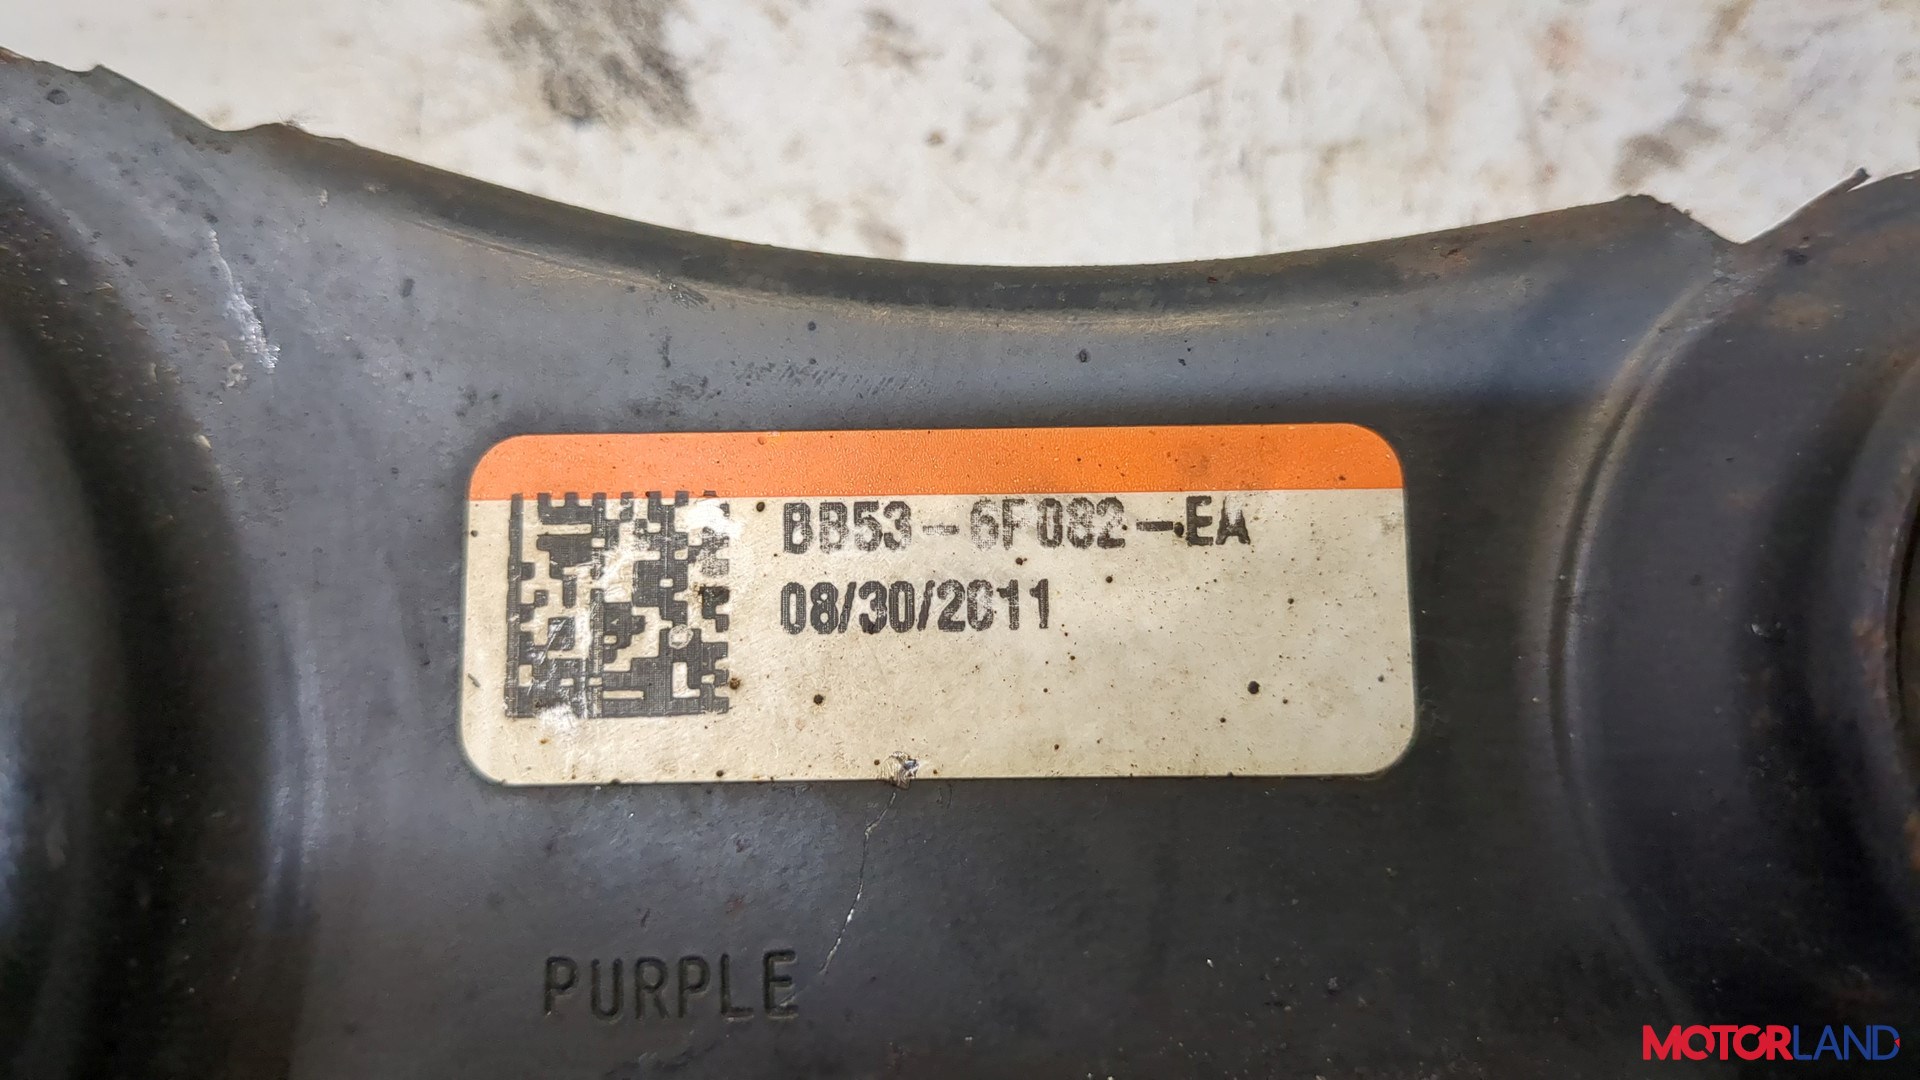 BB53-6F082-EA
08/30/2011
PURPLE
MOTORLAND